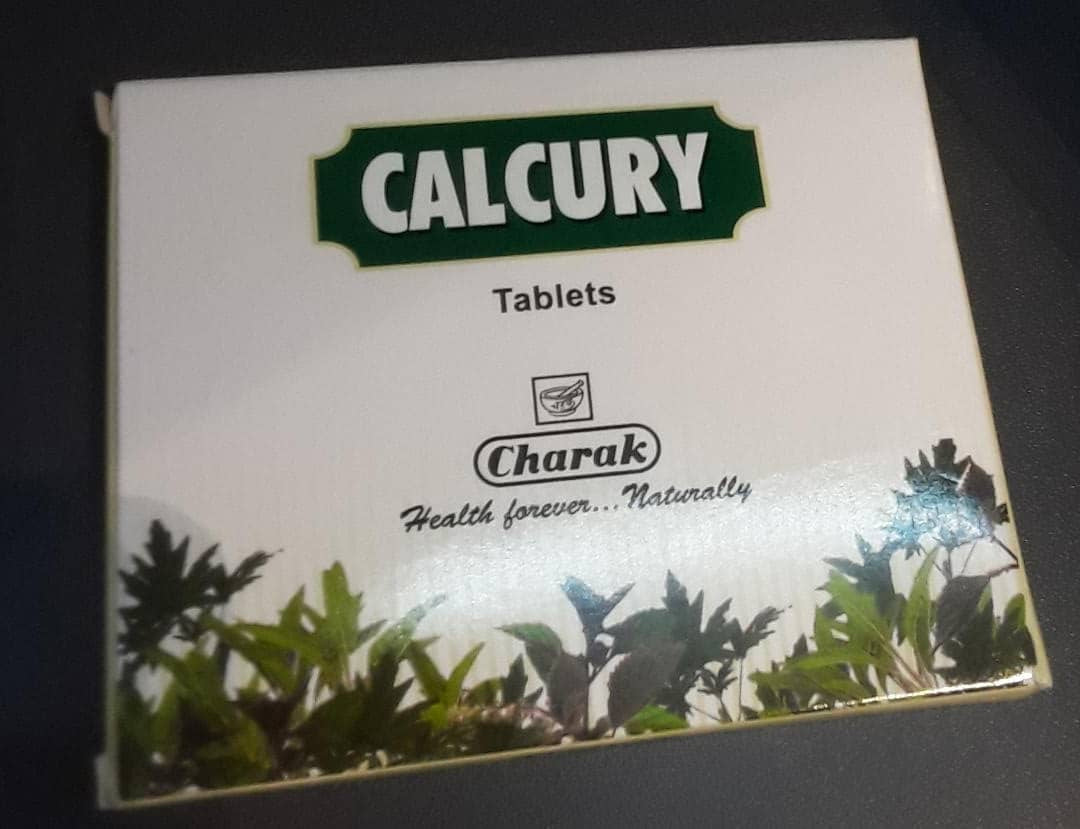 CALCURY
Tablets
Charak
Health forever... Naturally